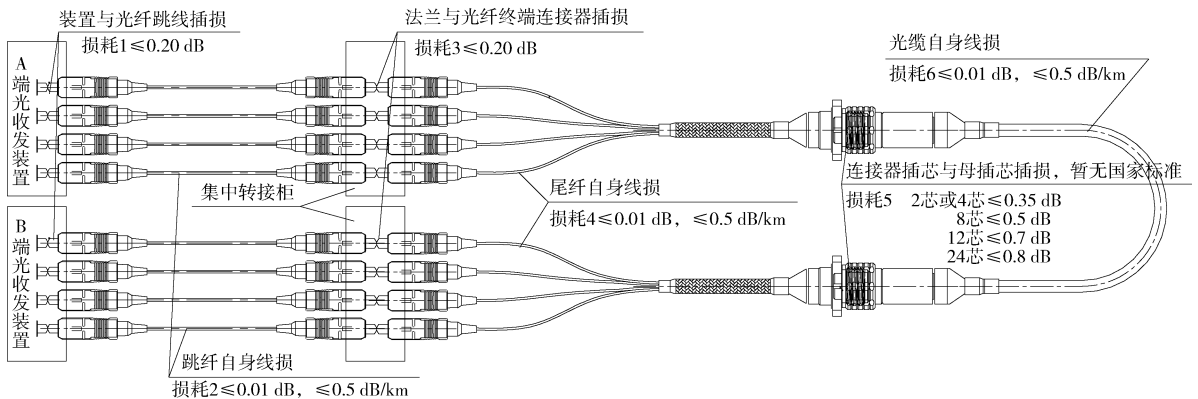 装置与光纤跳线插损
损耗1≤0.20 dB
法兰与光纤终端连接器插损
损耗3≤0.20 dB
光缆自身线损
损耗6≤0.01 dB，≤0.5 dB/km
A端光收发装置
集中转接柜
尾纤自身线损
损耗4≤0.01 dB，≤0.5 dB/km
连接器插芯与母插芯插损，暂无国家标准
损耗5 2芯或4芯≤0.35 dB
8芯≤0.5 dB
12芯≤0.7 dB
24芯≤0.8 dB
B端光收发装置
跳纤自身线损
损耗2≤0.01 dB，≤0.5 dB/km